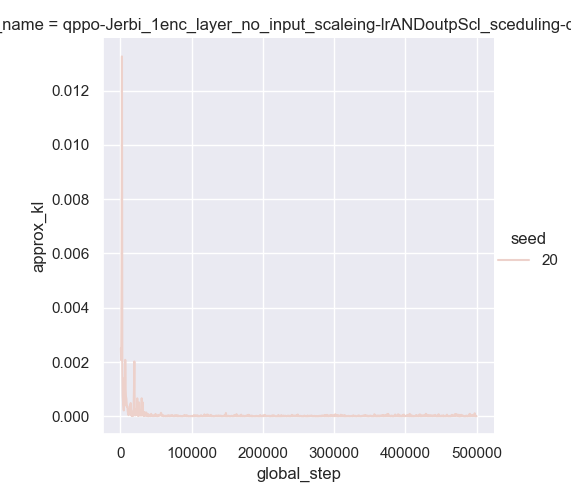 _name = qppo-Jerbi_1enc_layer_no_input_scaleing-lrANDoutpScl_sceduling-c
0.012
0.010
0.008
0.006
0.004
0.002
0.000
approx_kl
0 100000 200000 300000 400000 500000
global_step
seed
20